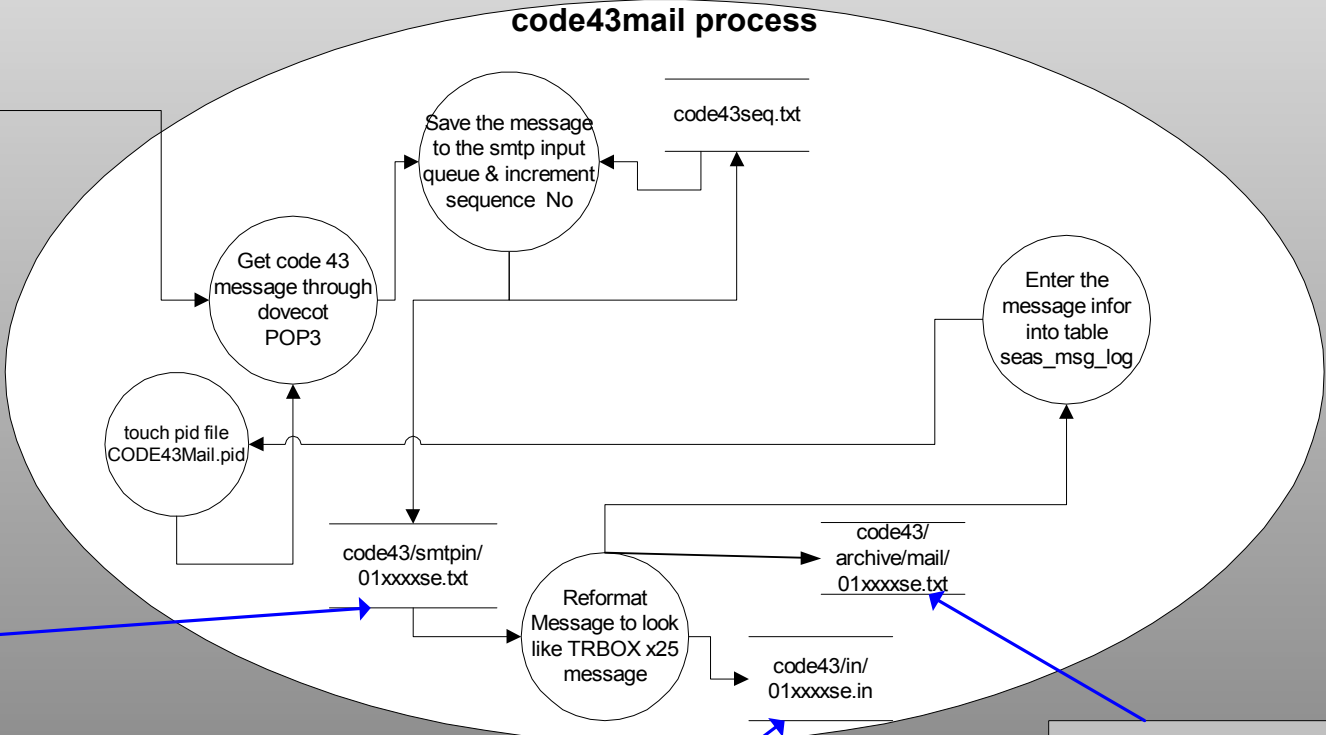 code43mail process
Save the message
to the smtp input
queue & increment
sequence No
code43seq.txt
Get code 43
message through
dovecot
POP3
Enter the
message infor
into table
seas_msg_log
touch pid file
CODE43Mail.pid
code43/smtpin/
01xxxxse.txt
Reformat
Message to look
like TRBOX x25
message
code43/
archive/mail/
01xxxxse.txt
code43/in/
01xxxxse.in